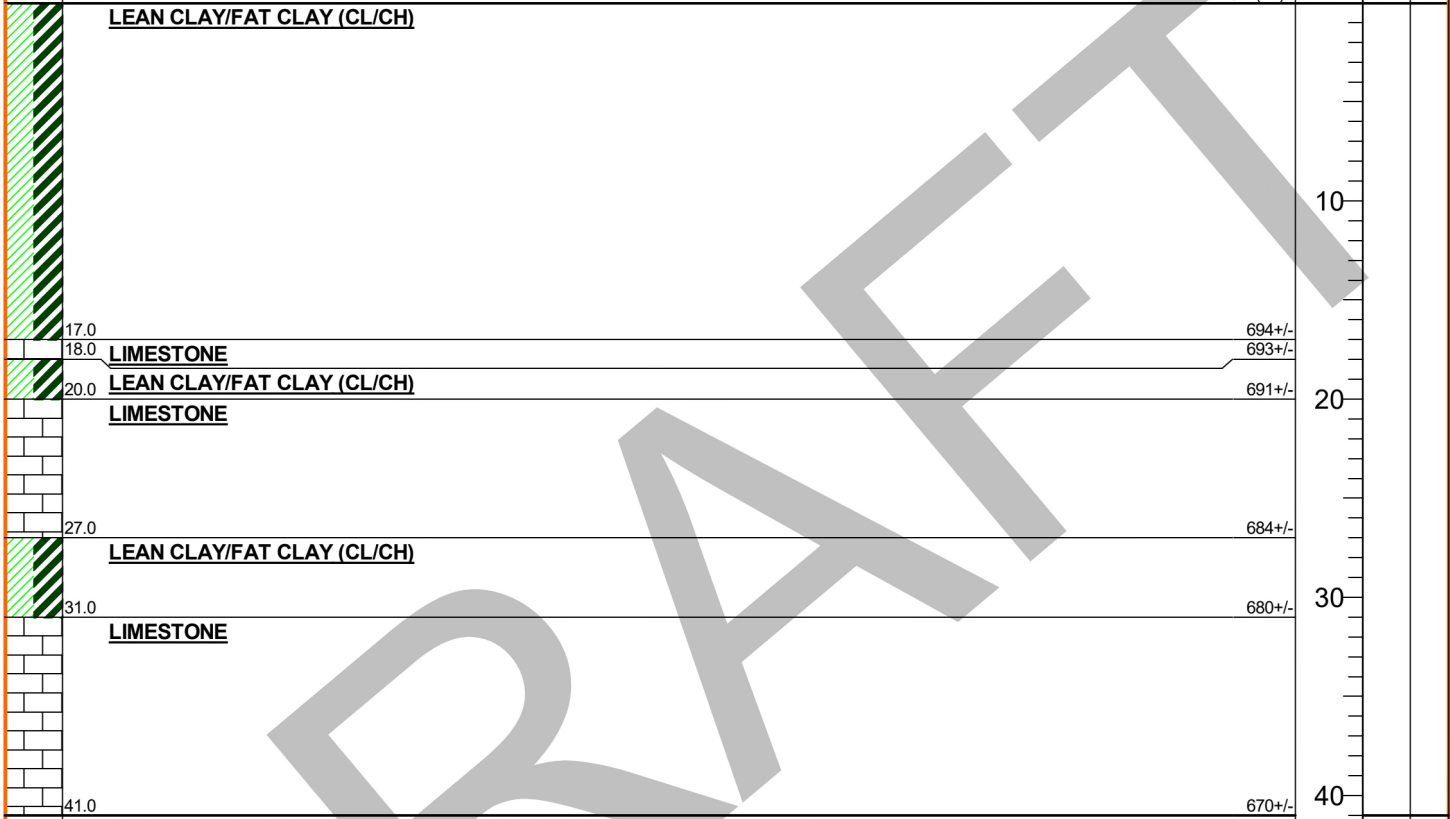 LEAN CLAY/FAT CLAY (CL/CH)
10
17.0 694+/-
18.0 LIMESTONE 693+/-
20.0 LEAN CLAY/FAT CLAY (CL/CH) 691+/-
20
LIMESTONE
27.0 684+/-
LEAN CLAY/FAT CLAY (CL/CH)
30
31.0 680+/-
LIMESTONE
41.0 670+/-
40
RAFT